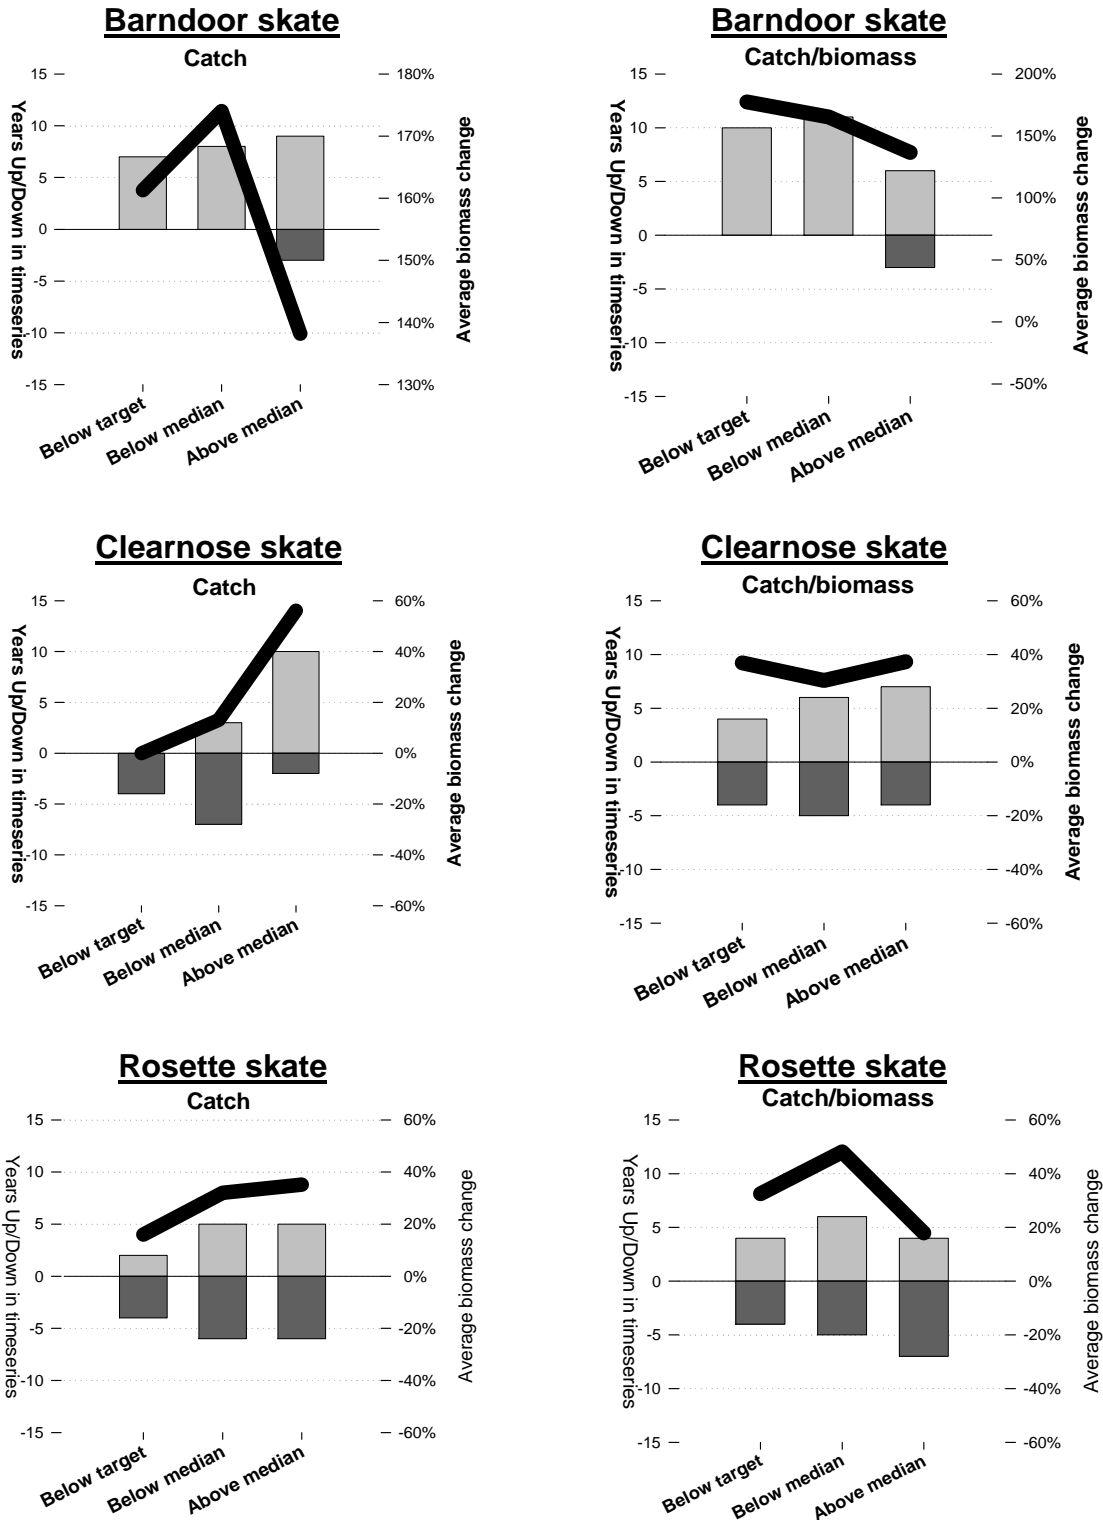 Barndoor skate
Catch
15
10
5
0
-5
-10
-15
Years Up/Down in timeseries
180%
170%
160%
150%
140%
130%
Average biomass change
Below target
Below median
Above median
Barndoor skate
Catch/biomass
15
10
5
0
-5
-10
-15
Years Up/Down in timeseries
200%
150%
100%
50%
0%
-50%
Average biomass change
Below target
Below median
Above median
Clearnose skate
Catch
15
10
5
0
-5
-10
-15
Years Up/Down in timeseries
60%
40%
20%
0%
-20%
-40%
-60%
Average biomass change
Below target
Below median
Above median
Clearnose skate
Catch/biomass
15
10
5
0
-5
-10
-15
Years Up/Down in timeseries
60%
40%
20%
0%
-20%
-40%
-60%
Average biomass change
Below target
Below median
Above median
Rosette skate
Catch
15
10
5
0
-5
-10
-15
Years Up/Down in timeseries
60%
40%
20%
0%
-20%
-40%
-60%
Average biomass change
Below target
Below median
Above median
Rosette skate
Catch/biomass
15
10
5
0
-5
-10
-15
Years Up/Down in timeseries
60%
40%
20%
0%
-20%
-40%
-60%
Average biomass change
Below target
Below median
Above median